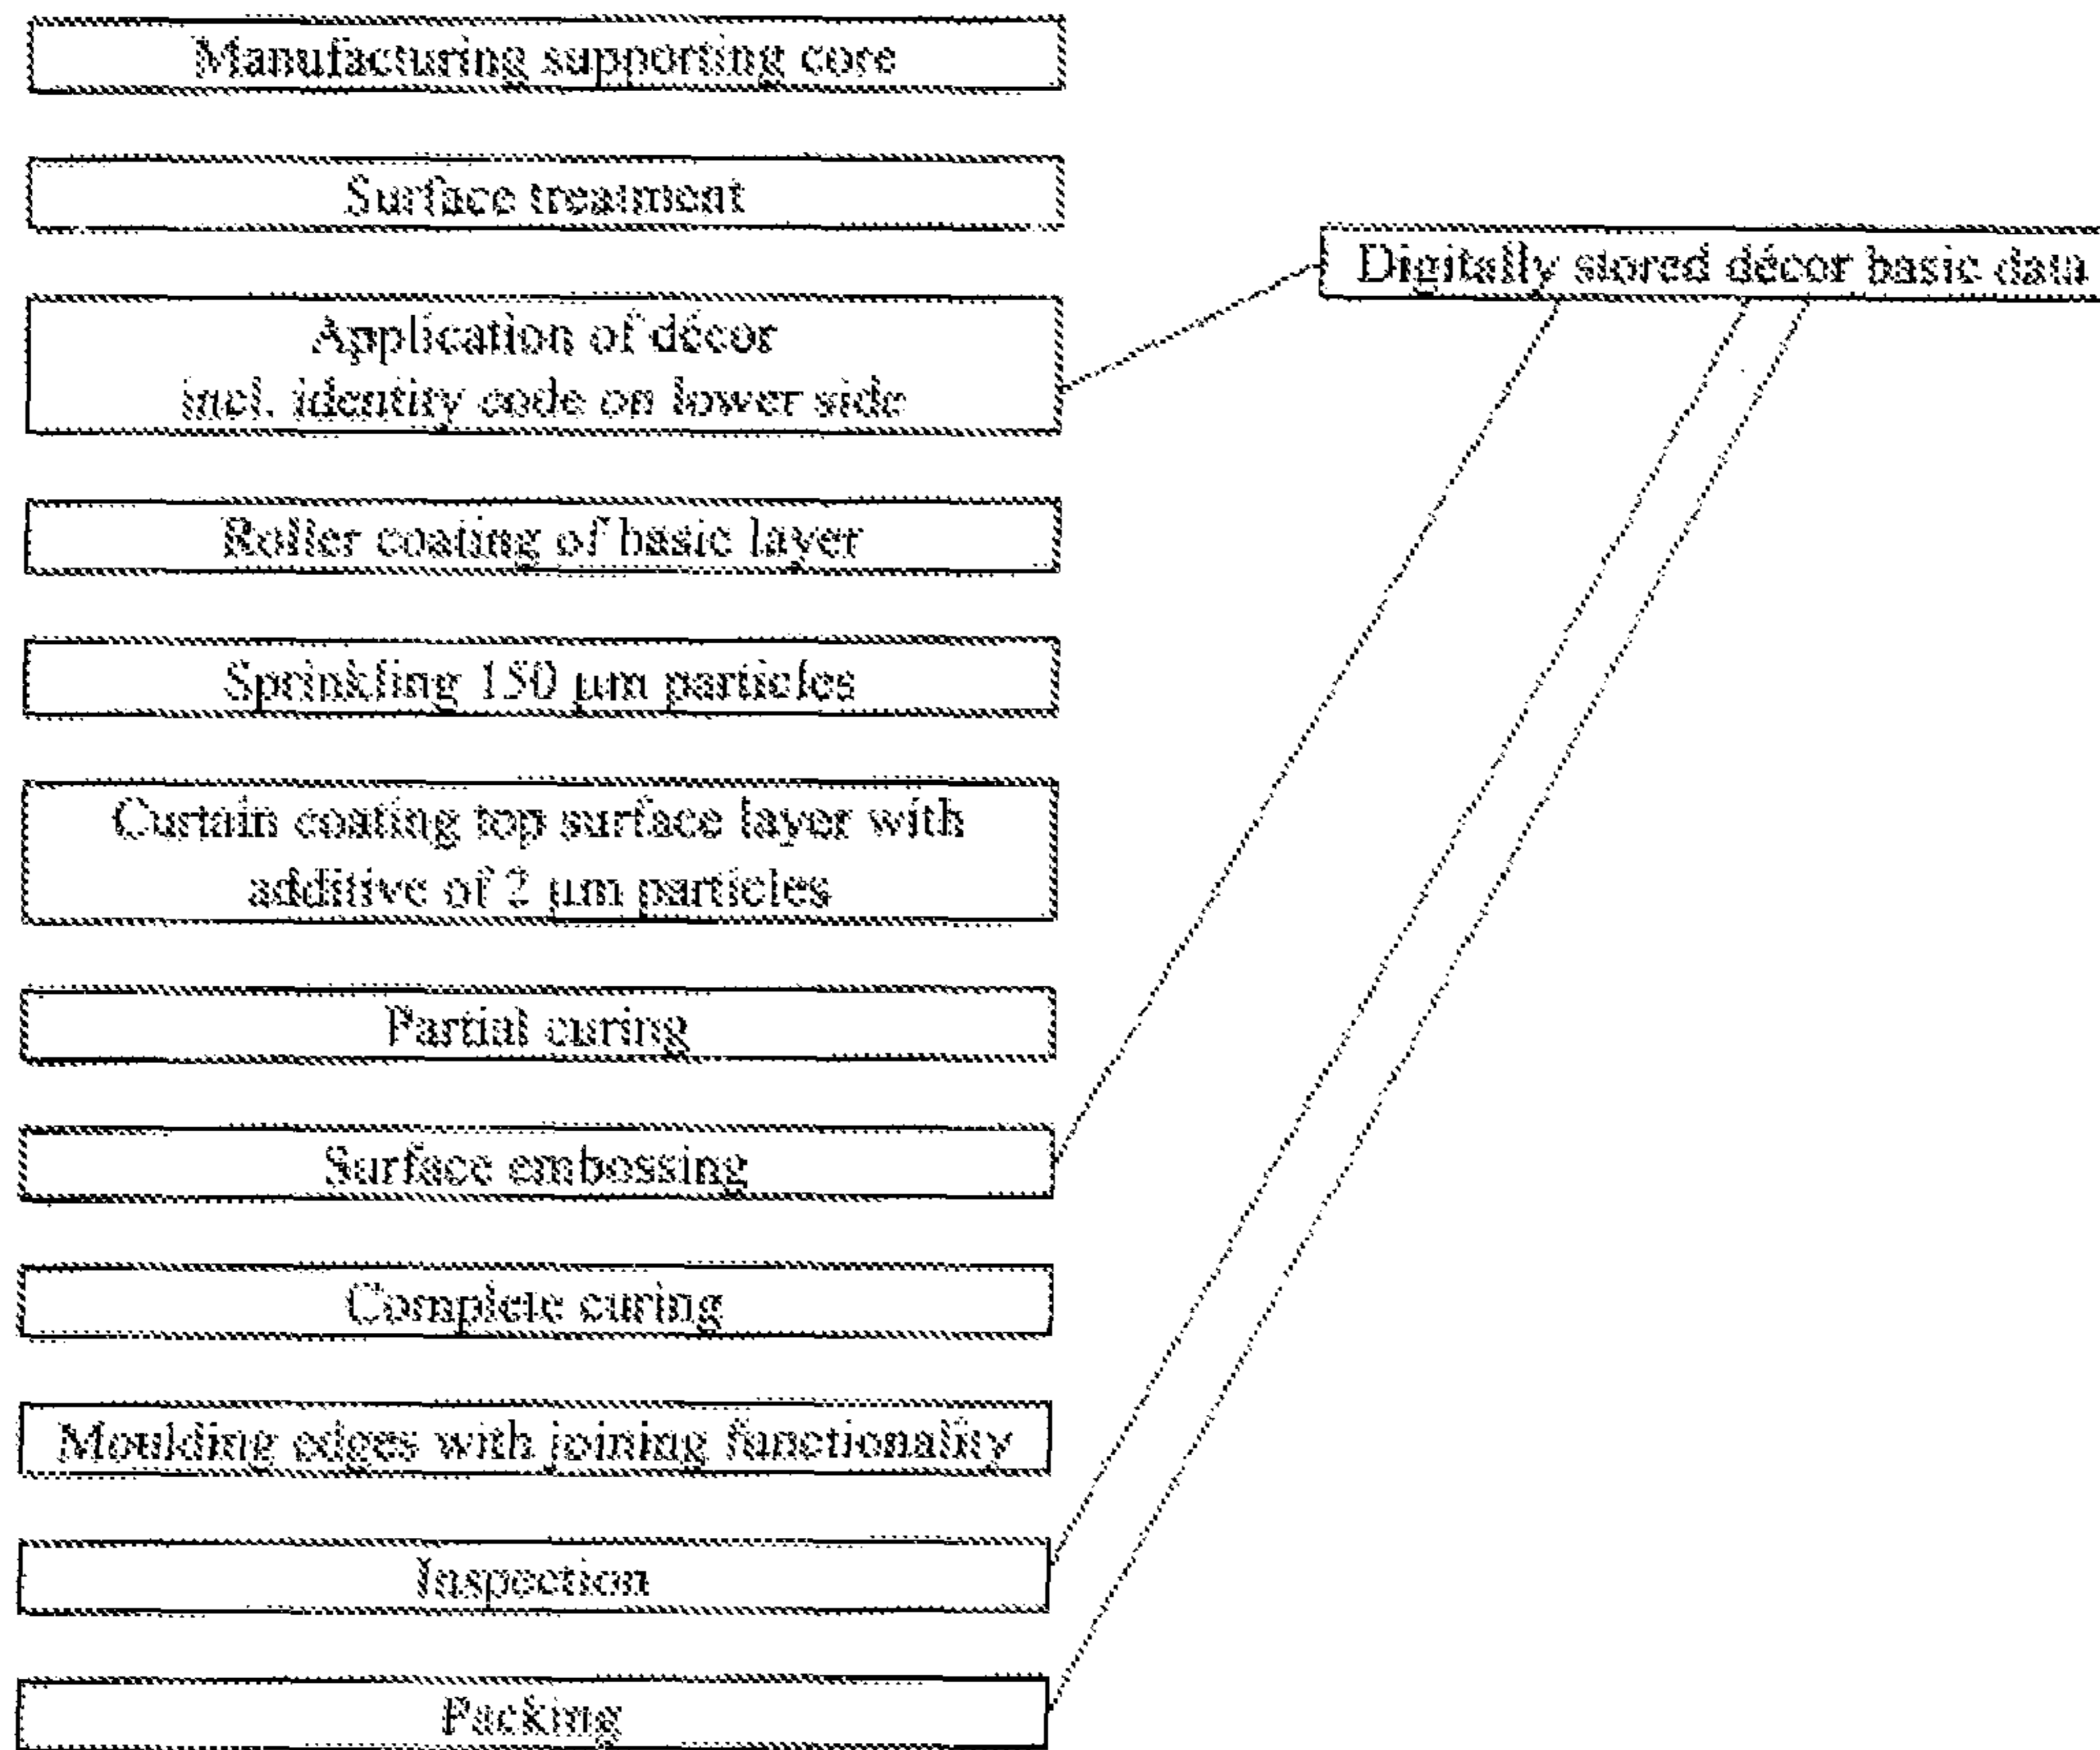 Manufacturing supporting core
Surface treatment
Digitally stored décor basic data
Application of décor
incl. identity code on lower side
Roller coating of basic layer
Sprinkling 150 µm particles
Curtain coating top surface layer with
additive of 2 µm particles
Partial curing
Surface embossing
Complete curing
Moulding edges with joining functionality
Inspection
Packing